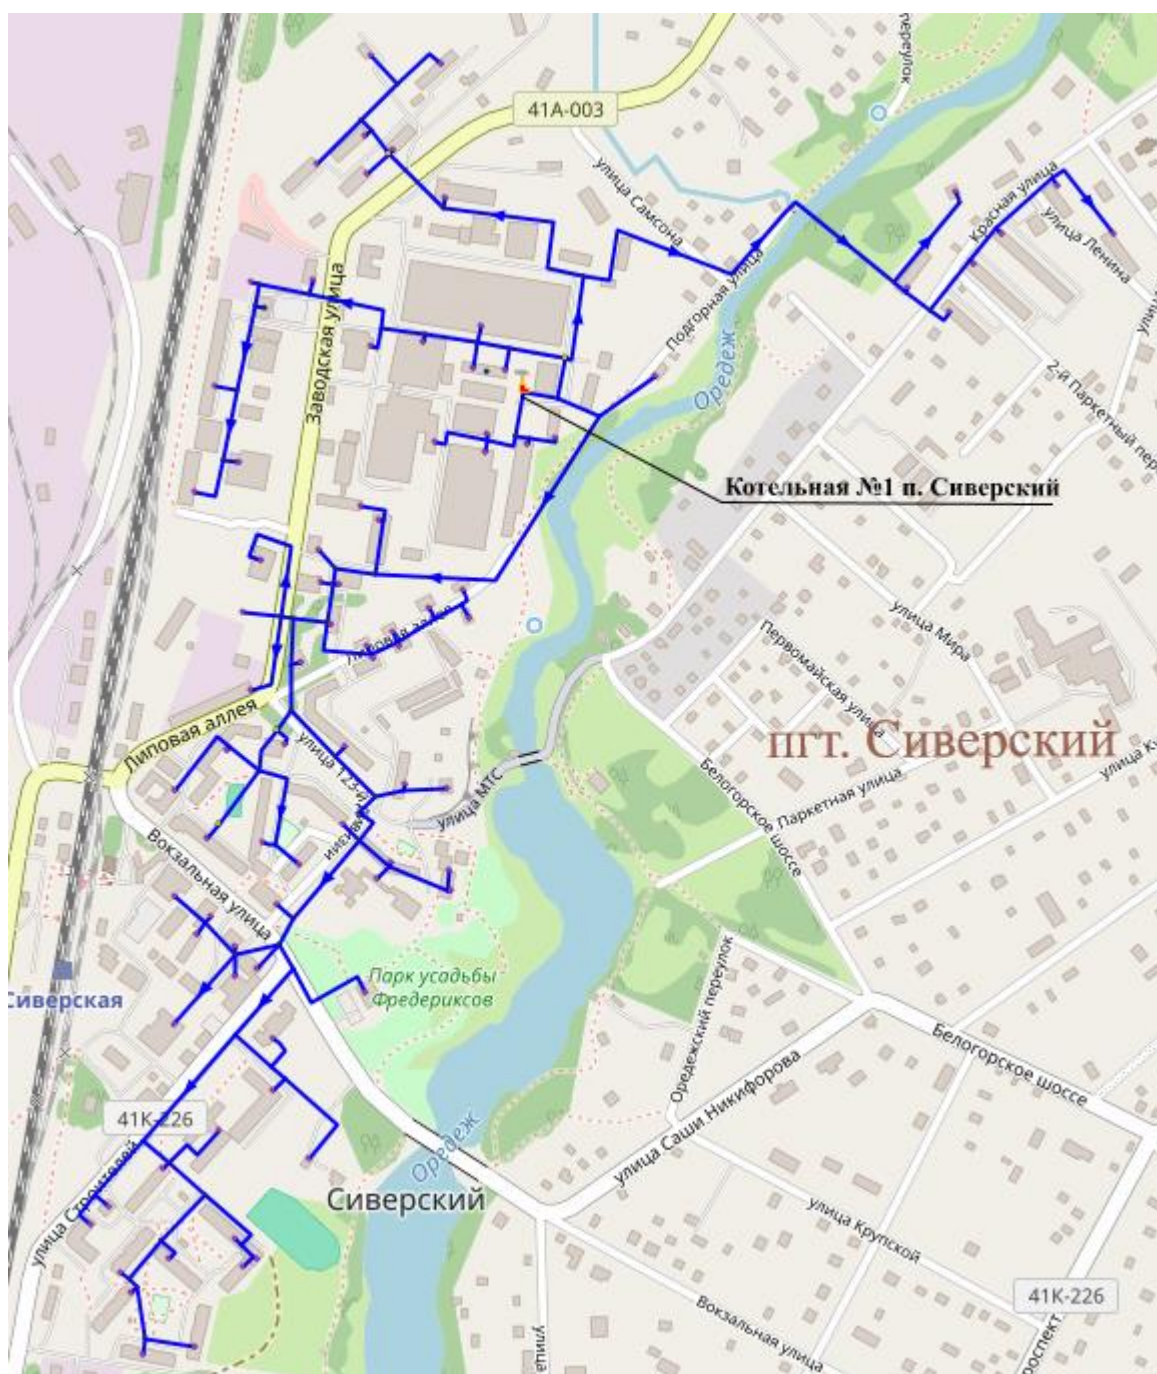 переулок
41А-003
улица Самсона
Красная улица
улица Ленина
Заводская улица
Подгорная улица
Оредеж
2-й Паркетный пер
Котельная №1 п. Сиверский
улица Мира
Первомайская улица
Липовая аллея
пгт. Сиверский
улица 123-й
улица МТС
Белогорское шоссе
Паркетная улица
Вокзальная улица
Парк усадьбы
Фредериксов
Сиверская
Оредежский переулок
Белогорское шоссе
улица Саши Никифорова
41К-226
Оредеж
Сиверский
улица Строителей
улица Крупской
41К-226
Вокзальная улица
улица